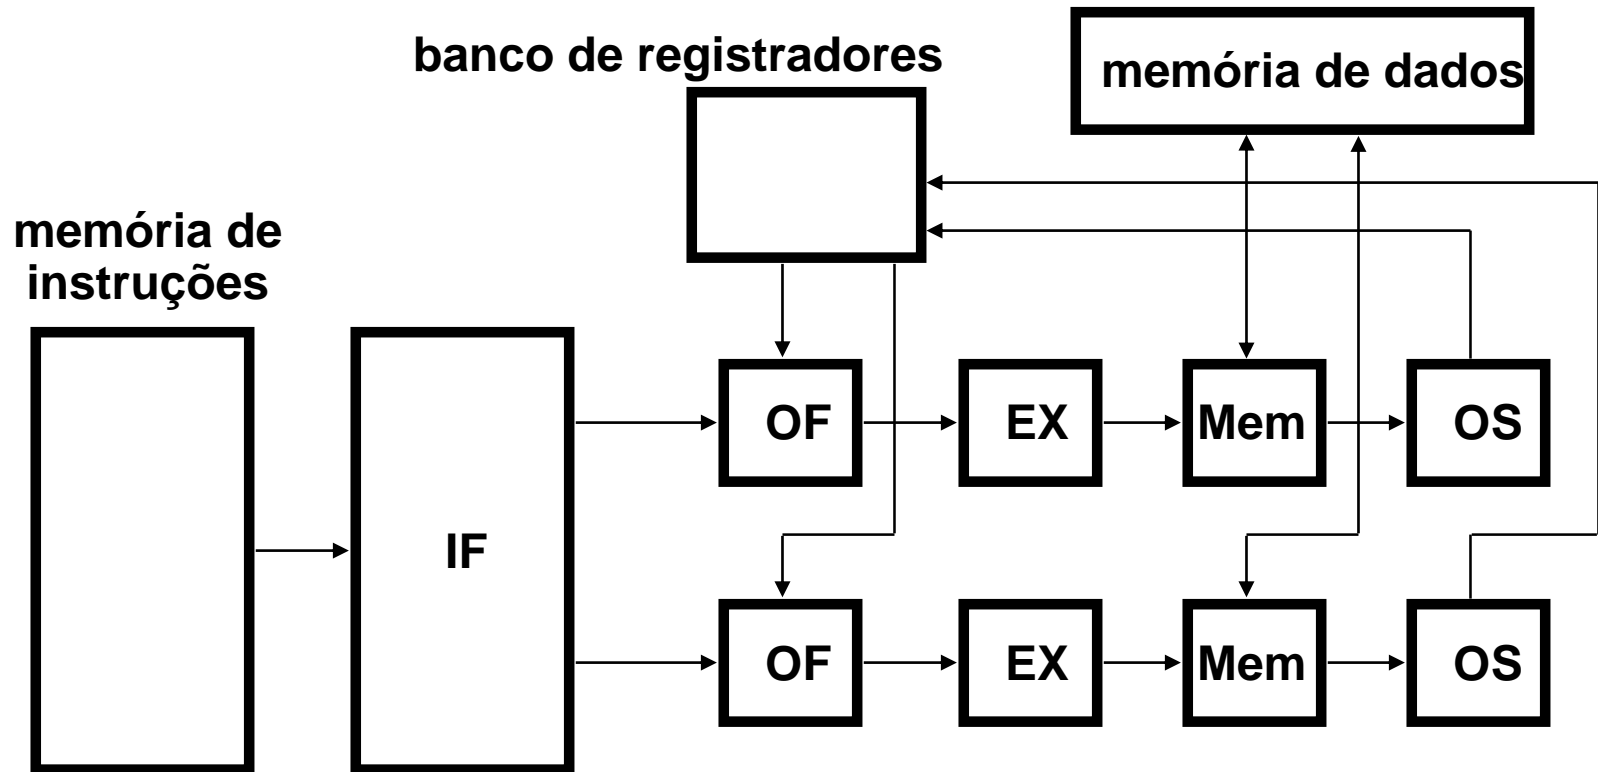 banco de registradores
memória de dados
memória de
instruções
IF
OF
EX
Mem
OS
OF
EX
Mem
OS